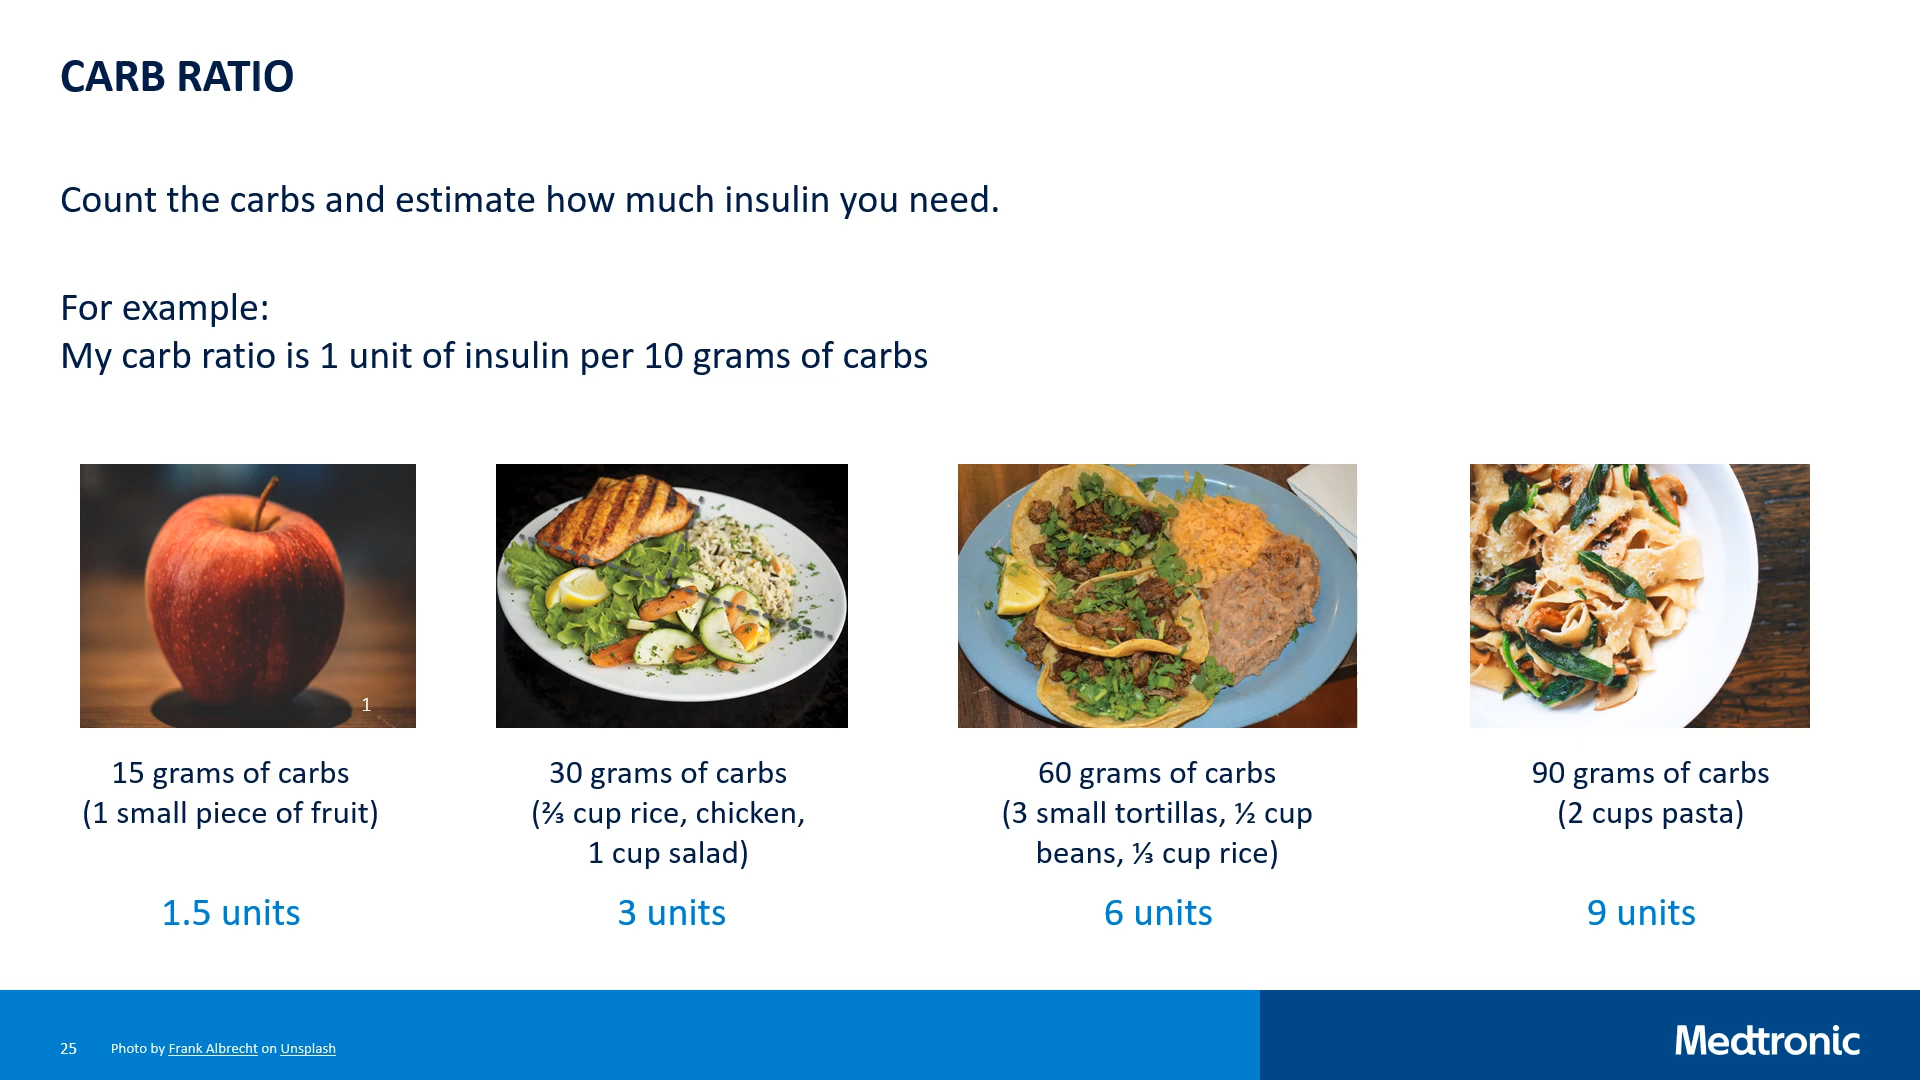 CARB RATIO
Count the carbs and estimate how much insulin you need.
For example:
My carb ratio is 1 unit of insulin per 10 grams of carbs
1
15 grams of carbs
(1 small piece of fruit)
1.5 units
30 grams of carbs
(⅔ cup rice, chicken,
1 cup salad)
3 units
60 grams of carbs
(3 small tortillas, ½ cup
beans, ⅓ cup rice)
6 units
90 grams of carbs
(2 cups pasta)
9 units
25
Photo by Frank Albrecht on Unsplash
Medtronic